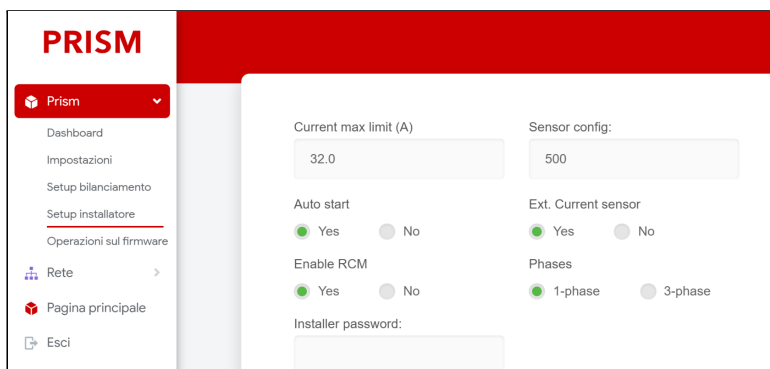 PRISM
Prism
Dashboard
Impostazioni
Setup bilanciamento
Setup installatore
Operazioni sul firmware
Rete
Pagina principale
Esci
Current max limit (A)
Sensor config:
32.0
500
Auto start
Ext. Current sensor
Yes No
Yes No
Enable RCM
Phases
Yes No
1-phase 3-phase
Installer password: